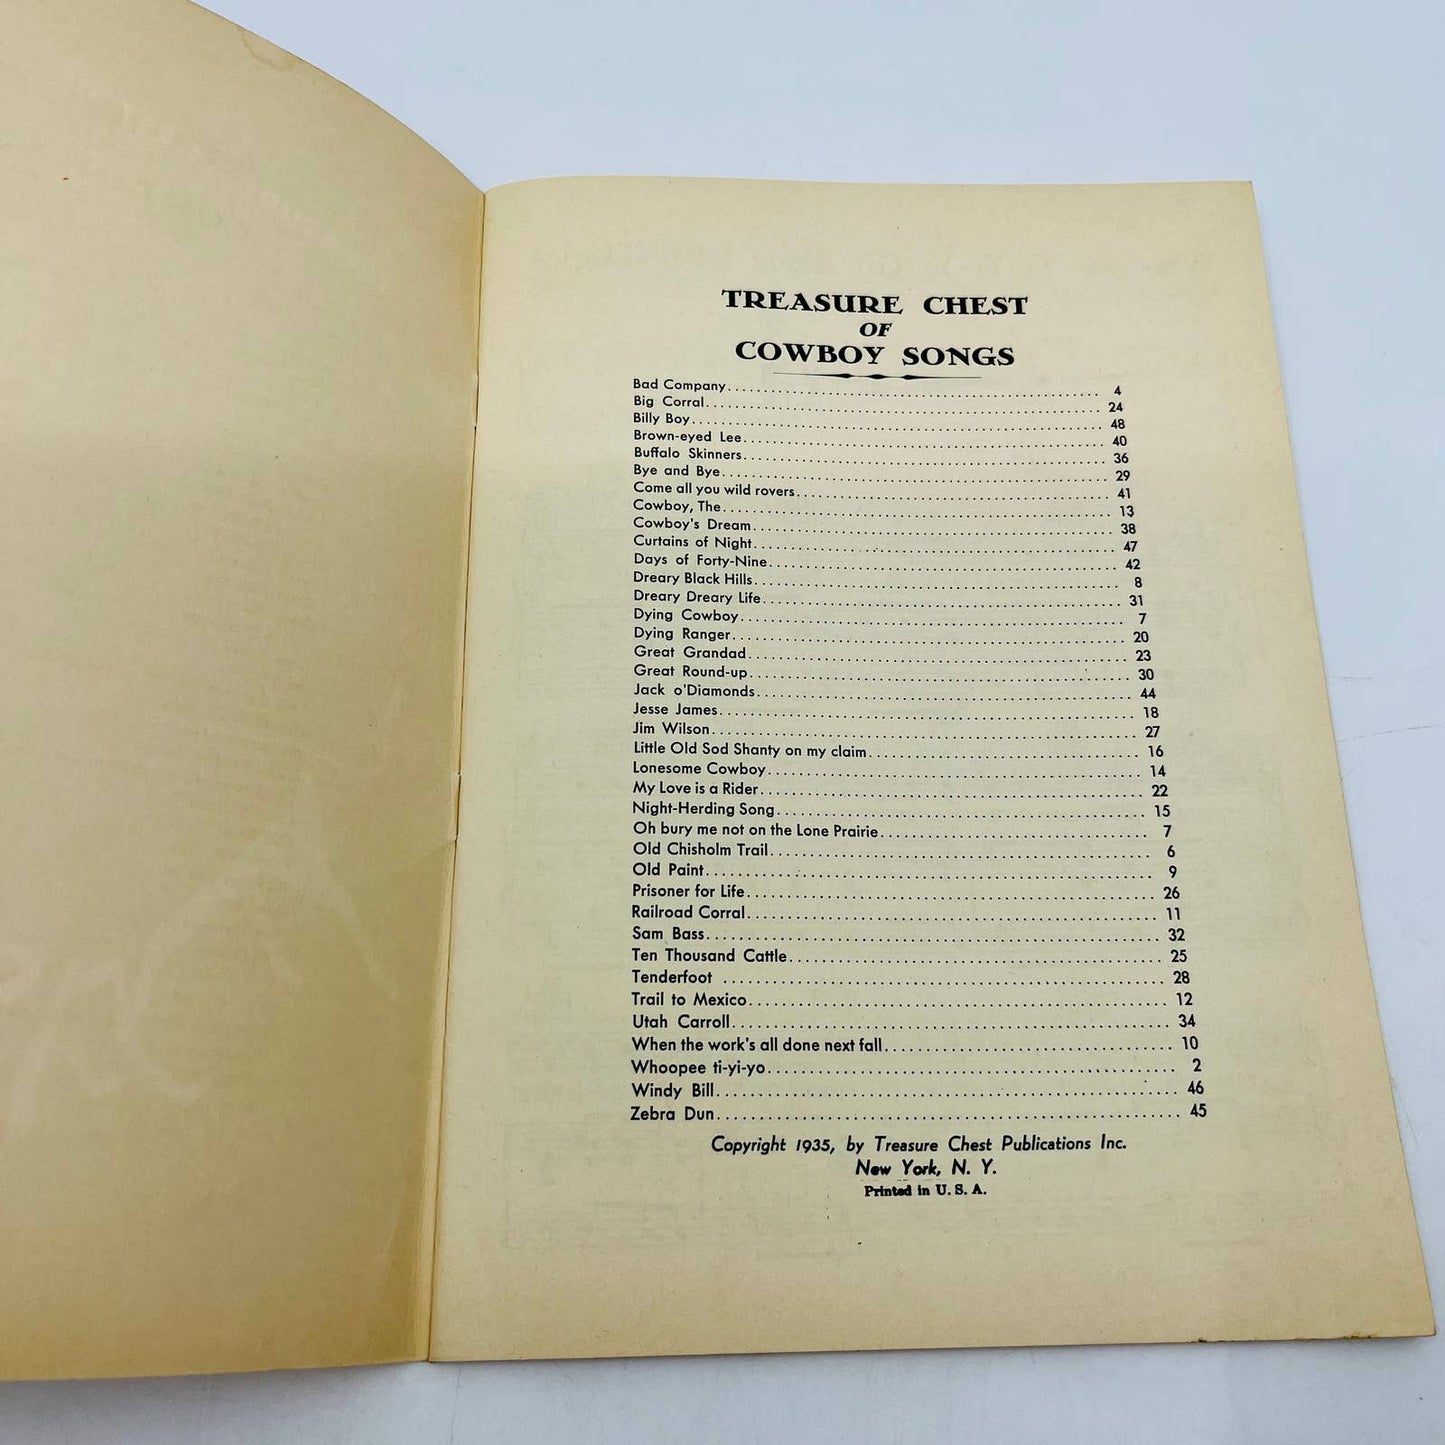 TREASURE CHEST
OF
COWBOY SONGS
Bad Company........................................................ 4
Big Corral........................................................ 24
Billy Boy........................................................ 48
Brown-eyed Lee........................................................ 40
Buffalo Skinners........................................................ 36
Bye and Bye........................................................ 29
Come all you wild rovers........................................................ 41
Cowboy, The........................................................ 13
Cowboy's Dream........................................................ 38
Curtains of Night........................................................ 47
Days of Forty-Nine........................................................ 42
Dreary Black Hills........................................................ 8
Dreary Dreary Life........................................................ 31
Dying Cowboy........................................................ 7
Dying Ranger........................................................ 20
Great Grandad........................................................ 23
Great Round-up........................................................ 30
Jack o'Diamonds........................................................ 44
Jesse James........................................................ 18
Jim Wilson........................................................ 27
Little Old Sod Shanty on my claim........................................ 16
Lonesome Cowboy........................................................ 14
My Love is a Rider........................................................ 22
Night-Herding Song........................................................ 15
Oh bury me not on the Lone Prairie........................................ 7
Old Chisholm Trail........................................................ 6
Old Paint........................................................ 9
Prisoner for Life........................................................ 26
Railroad Corral........................................................ 11
Sam Bass........................................................ 32
Ten Thousand Cattle........................................................ 25
Tenderfoot ........................................................ 28
Trail to Mexico........................................................ 12
Utah Carroll........................................................ 34
When the work's all done next fall........................................ 10
Whoopee ti-yi-yo........................................................ 2
Windy Bill........................................................ 46
Zebra Dun........................................................ 45
Copyright 1935, by Treasure Chest Publications Inc.
New York, N. Y.
Printed in U. S. A.